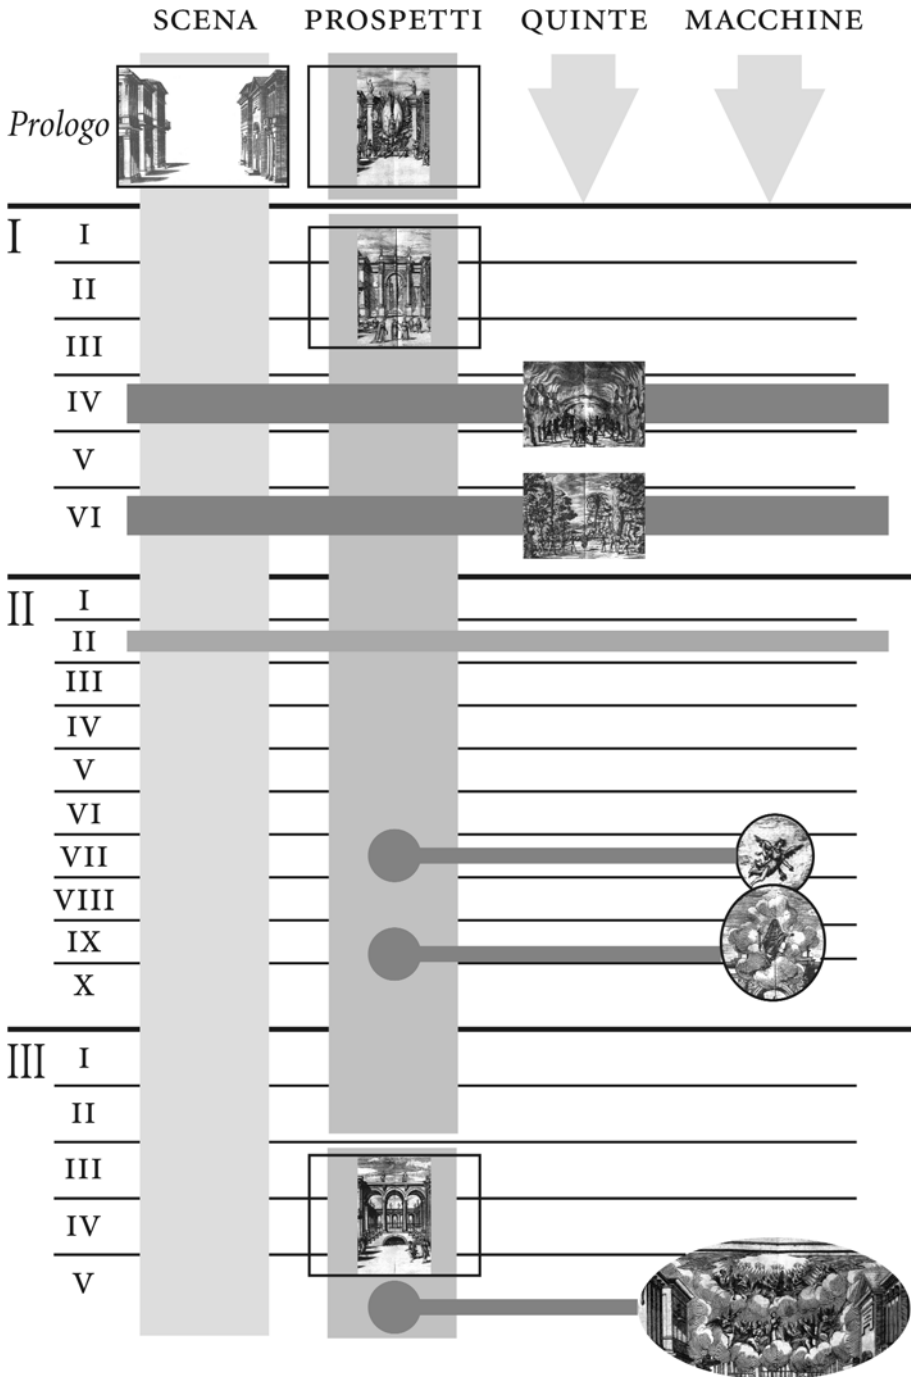 SCENA PROSPETTI QUINTE MACCHINE
Prologo
I I
II
III
IV
V
VI
II I
II
III
IV
V
VI
VII
VIII
IX
X
III I
II
III
IV
V